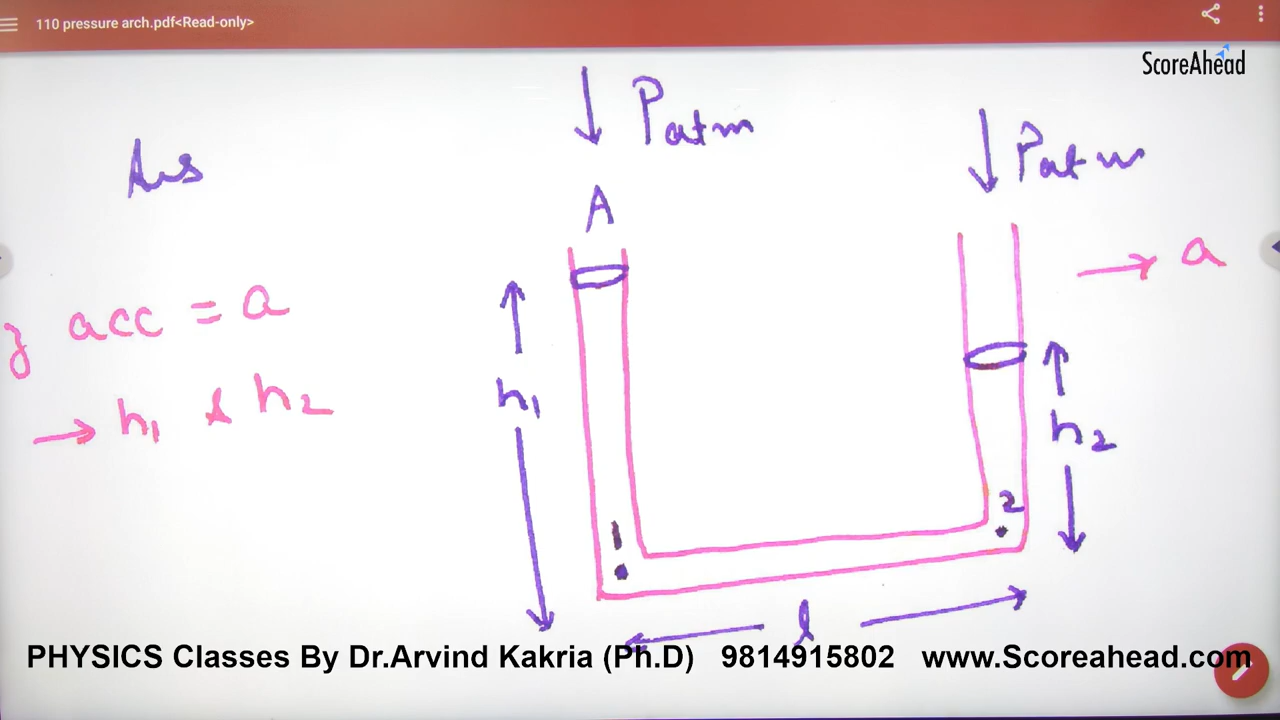 110 pressure arch.pdf<Read-only>
ScoreAhead
Patm
Patm
Ans
A
a
acc = a
h1
→ h1 & h2
h2
2
1
l
PHYSICS Classes By Dr.Arvind Kakria (Ph.D) 9814915802 www.Scoreahead.com